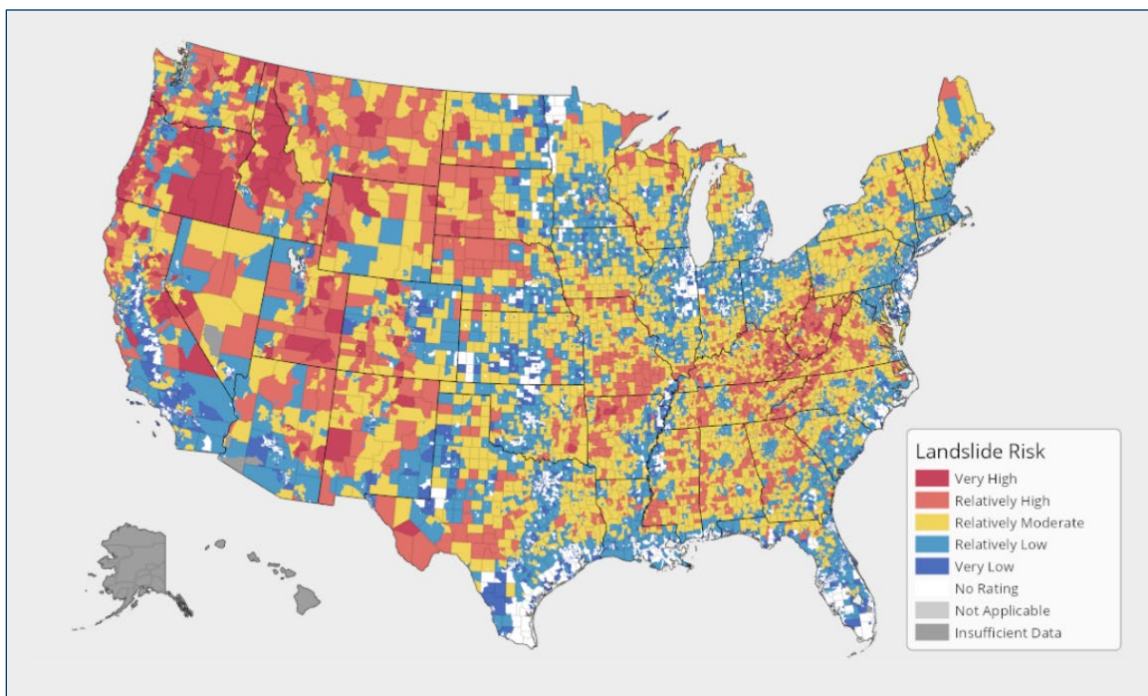 Landslide Risk
Very High
Relatively High
Relatively Moderate
Relatively Low
Very Low
No Rating
Not Applicable
Insufficient Data